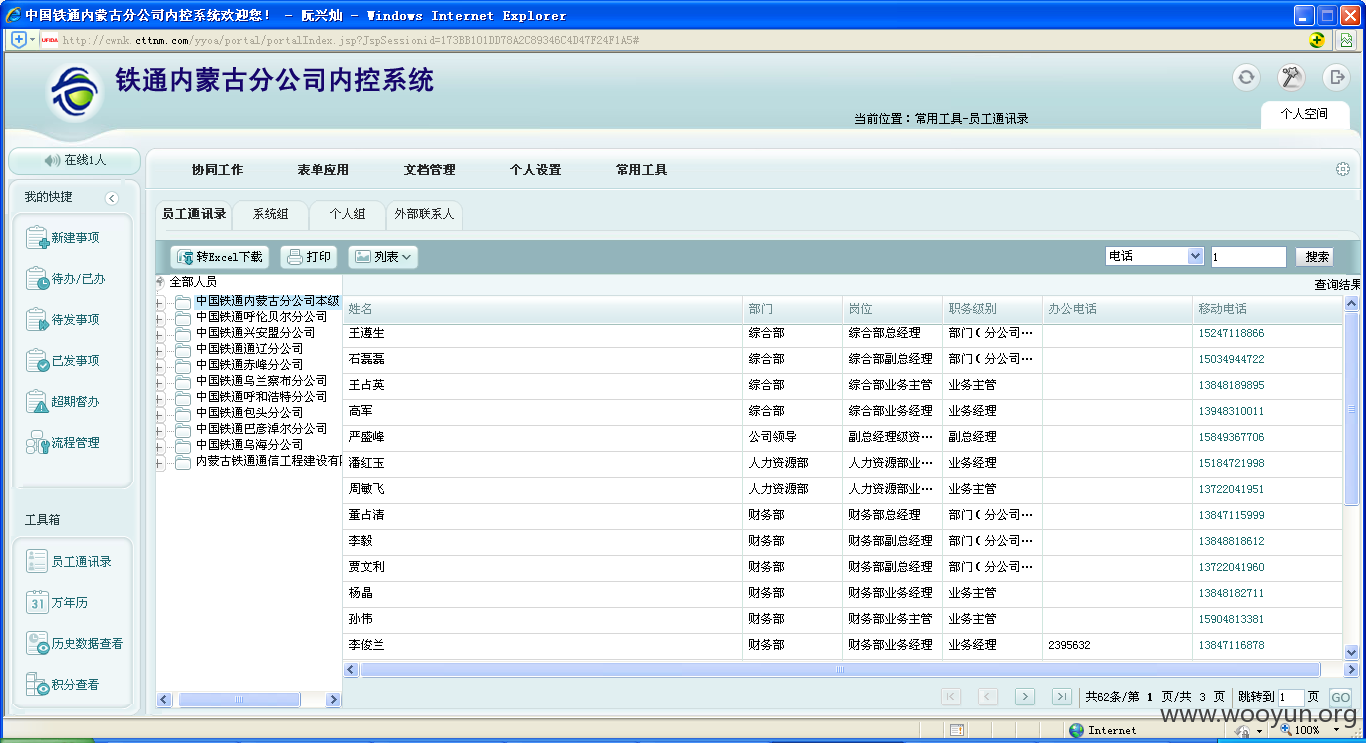 中国铁通内蒙古分公司内控系统欢迎您! - 阮兴灿 - Windows Internet Explorer
http://cwnk.cttnm.com/yyoa/portal/portalIndex.jsp?JspSessionid=173BB101DD78A2C89346C4D47F24F1A5#
铁通内蒙古分公司内控系统
当前位置：常用工具-员工通讯录
个人空间
在线1人
协同工作 表单应用 文档管理 个人设置 常用工具
我的快捷
员工通讯录 系统组 个人组 外部联系人
转Excel下载 打印 列表 电话 1 搜索
查询结果
新建事项
待办/已办
待发事项
已发事项
超期督办
流程管理
工具箱
员工通讯录
31 万年历
历史数据查看
积分查看
全部人员
中国铁通内蒙古分公司本级
中国铁通呼伦贝尔分公司
中国铁通兴安盟分公司
中国铁通通辽分公司
中国铁通赤峰分公司
中国铁通乌兰察布分公司
中国铁通呼和浩特分公司
中国铁通包头分公司
中国铁通巴彦淖尔分公司
中国铁通乌海分公司
内蒙古铁通通信工程建设有
姓名 部门 岗位 职务级别 办公电话 移动电话
王遵生 综合部 综合部总经理 部门(分公司… 15247118866
石磊磊 综合部 综合部副总经理 部门(分公司… 15034944722
王占英 综合部 综合部业务主管 业务主管 13848189895
高军 综合部 综合部业务经理 业务经理 13948310011
严盛峰 公司领导 副总经理级资… 副总经理 15849367706
潘红玉 人力资源部 人力资源部业… 业务经理 15184721998
周敏飞 人力资源部 人力资源部业… 业务主管 13722041951
董占清 财务部 财务部总经理 部门(分公司… 13847115999
李毅 财务部 财务部副总经理 部门(分公司… 13848818612
贾文利 财务部 财务部副总经理 部门(分公司… 13722041960
杨晶 财务部 财务部业务主管 业务主管 13848182711
孙伟 财务部 财务部业务主管 业务主管 15904813381
李俊兰 财务部 财务部业务经理 业务经理 2395632 13847116878
共62条/第 1 页/共 3 页 跳转到 1 页 GO
www.wooyun.org
Internet 100%